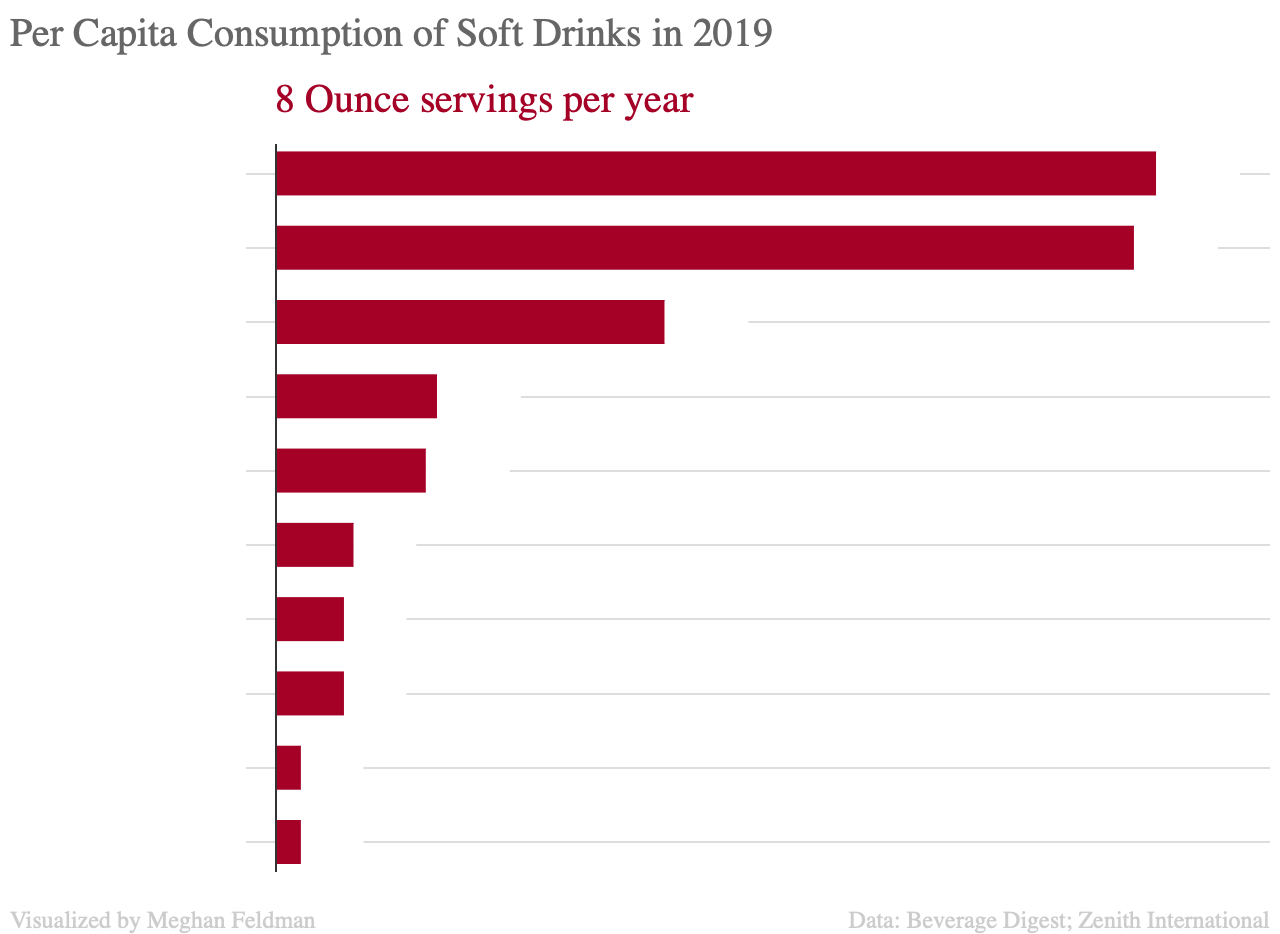 Per Capita Consumption of Soft Drinks in 2019
8 Ounce servings per year
Visualized by Meghan Feldman
Data: Beverage Digest; Zenith International